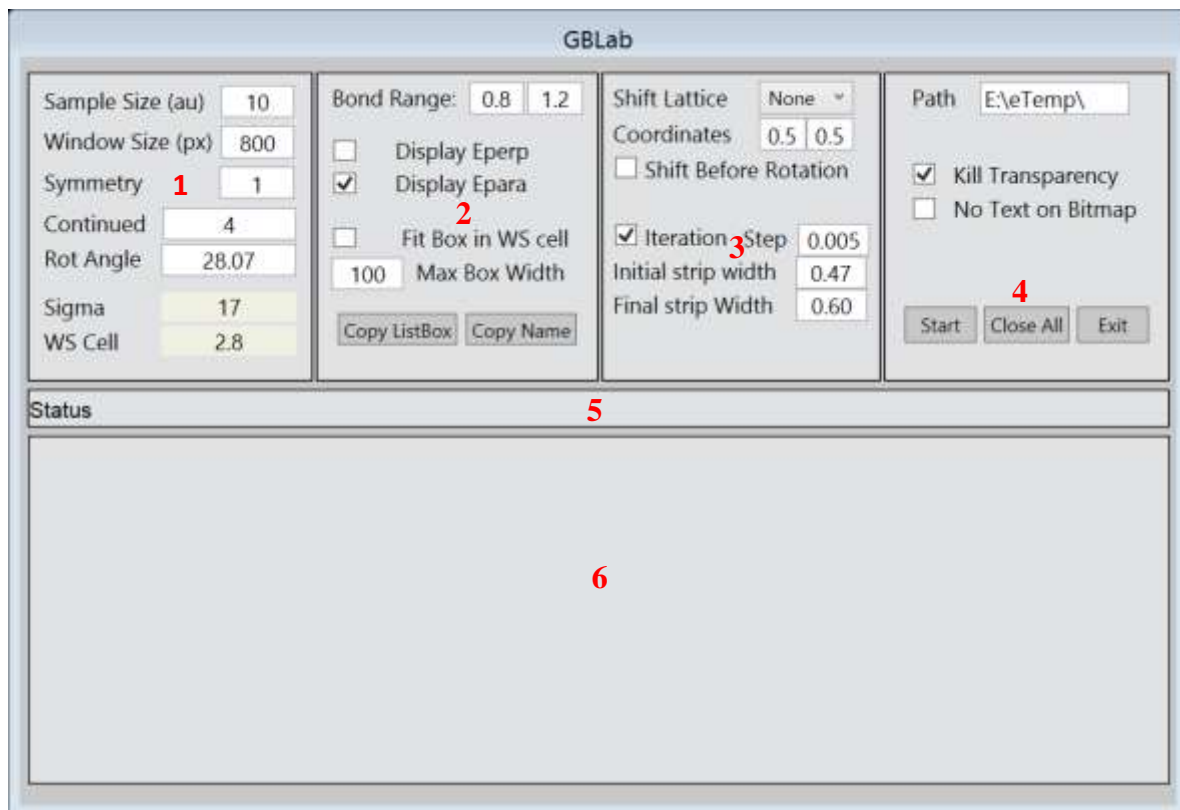 GBLab
Sample Size (au) 10
Window Size (px) 800
Symmetry 1 1
Continued 4
Rot Angle 28.07
Sigma 17
WS Cell 2.8
Bond Range: 0.8 1.2
Display Eperp
Display Epara
2
Fit Box in WS cell
100 Max Box Width
Copy ListBox Copy Name
Shift Lattice None
Coordinates 0.5 0.5
Shift Before Rotation
Iteration Step 0.005
3
Initial strip width 0.47
Final strip Width 0.60
Path E:\eTemp\
Kill Transparency
No Text on Bitmap
4
Start Close All Exit
Status 5
6